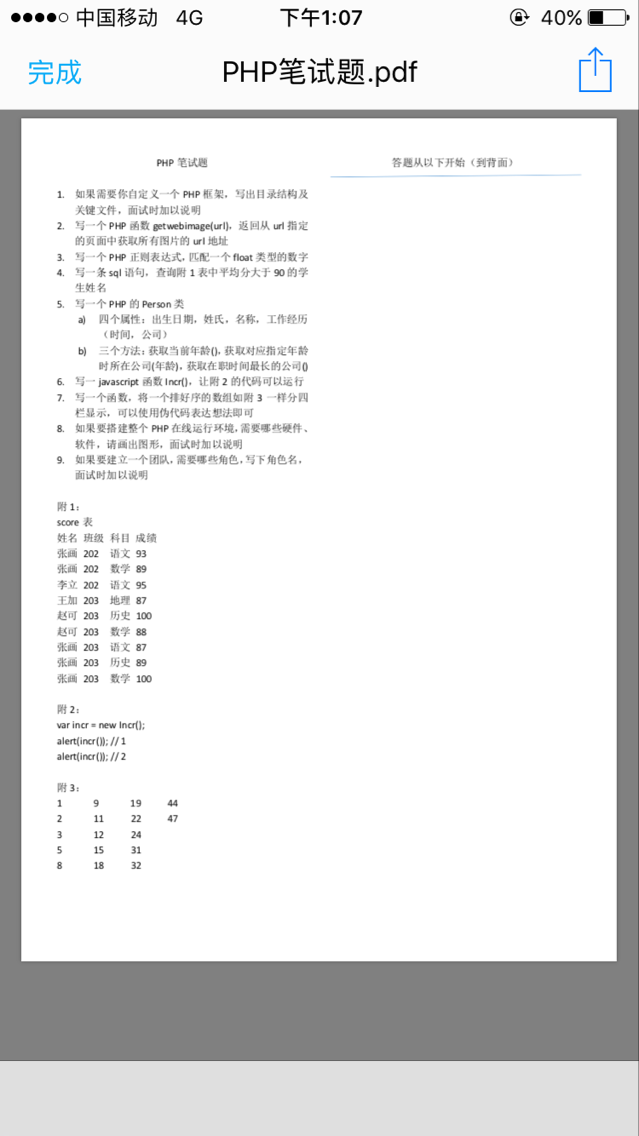 中国移动 4G 下午1:07 40%
完成 PHP笔试题.pdf
PHP 笔试题
1. 如果需要你自定义一个 PHP 框架，写出目录结构及
关键文件，面试时加以说明
2. 写一个 PHP 函数 getwebimage(url)，返回从 url 指定
的页面中获取所有图片的 url 地址
3. 写一个 PHP 正则表达式，匹配一个 float 类型的数字
4. 写一条 sql 语句，查询附 1 表中平均分大于 90 的学
生姓名
5. 写一个 PHP 的 Person 类
a) 四个属性：出生日期，姓氏，名称，工作经历
（时间，公司）
b) 三个方法：获取当前年龄()，获取对应指定年龄
时所在公司(年龄)，获取在职时间最长的公司()
6. 写一 javascript 函数 Incr()，让附 2 的代码可以运行
7. 写一个函数，将一个排好序的数组如附 3 一样分四
栏显示，可以使用伪代码表达想法即可
8. 如果要搭建整个 PHP 在线运行环境，需要哪些硬件、
软件，请画出图形，面试时加以说明
9. 如果要建立一个团队，需要哪些角色，写下角色名，
面试时加以说明
附 1：
score 表
姓名 班级 科目 成绩
张画 202 语文 93
张画 202 数学 89
李立 202 语文 95
王加 203 地理 87
赵可 203 历史 100
赵可 203 数学 88
张画 203 语文 87
张画 203 历史 89
张画 203 数学 100
附 2：
var incr = new Incr();
alert(incr()); // 1
alert(incr()); // 2
附 3：
1 9 19 44
2 11 22 47
3 12 24
5 15 31
8 18 32
答题从以下开始（到背面）